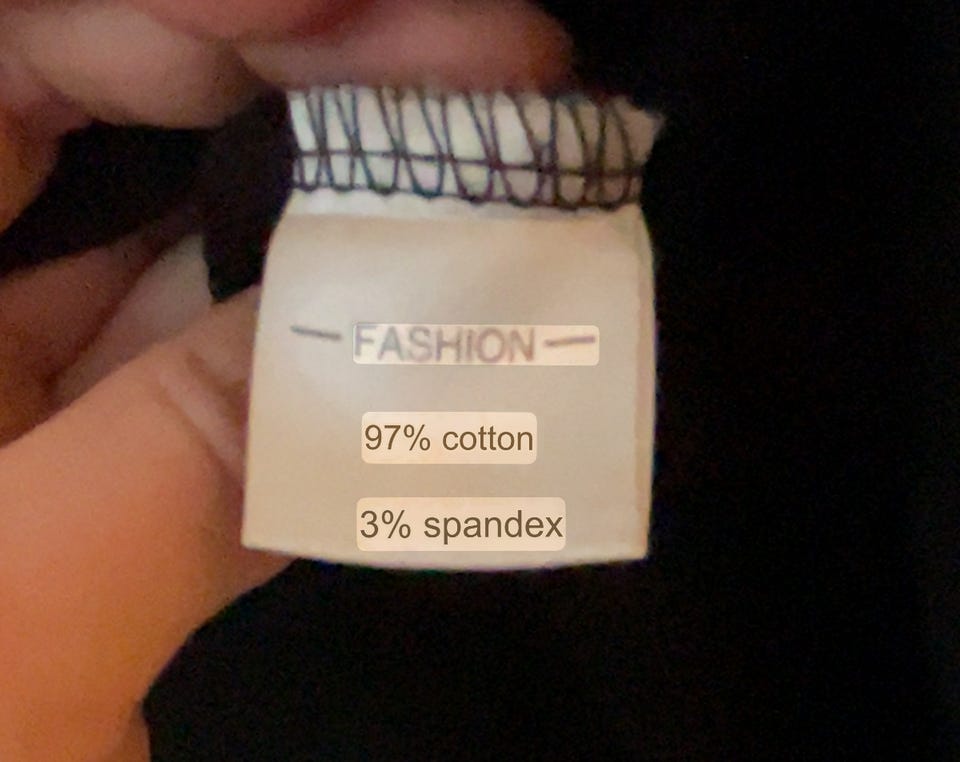 — FASHION —
97% cotton
3% spandex